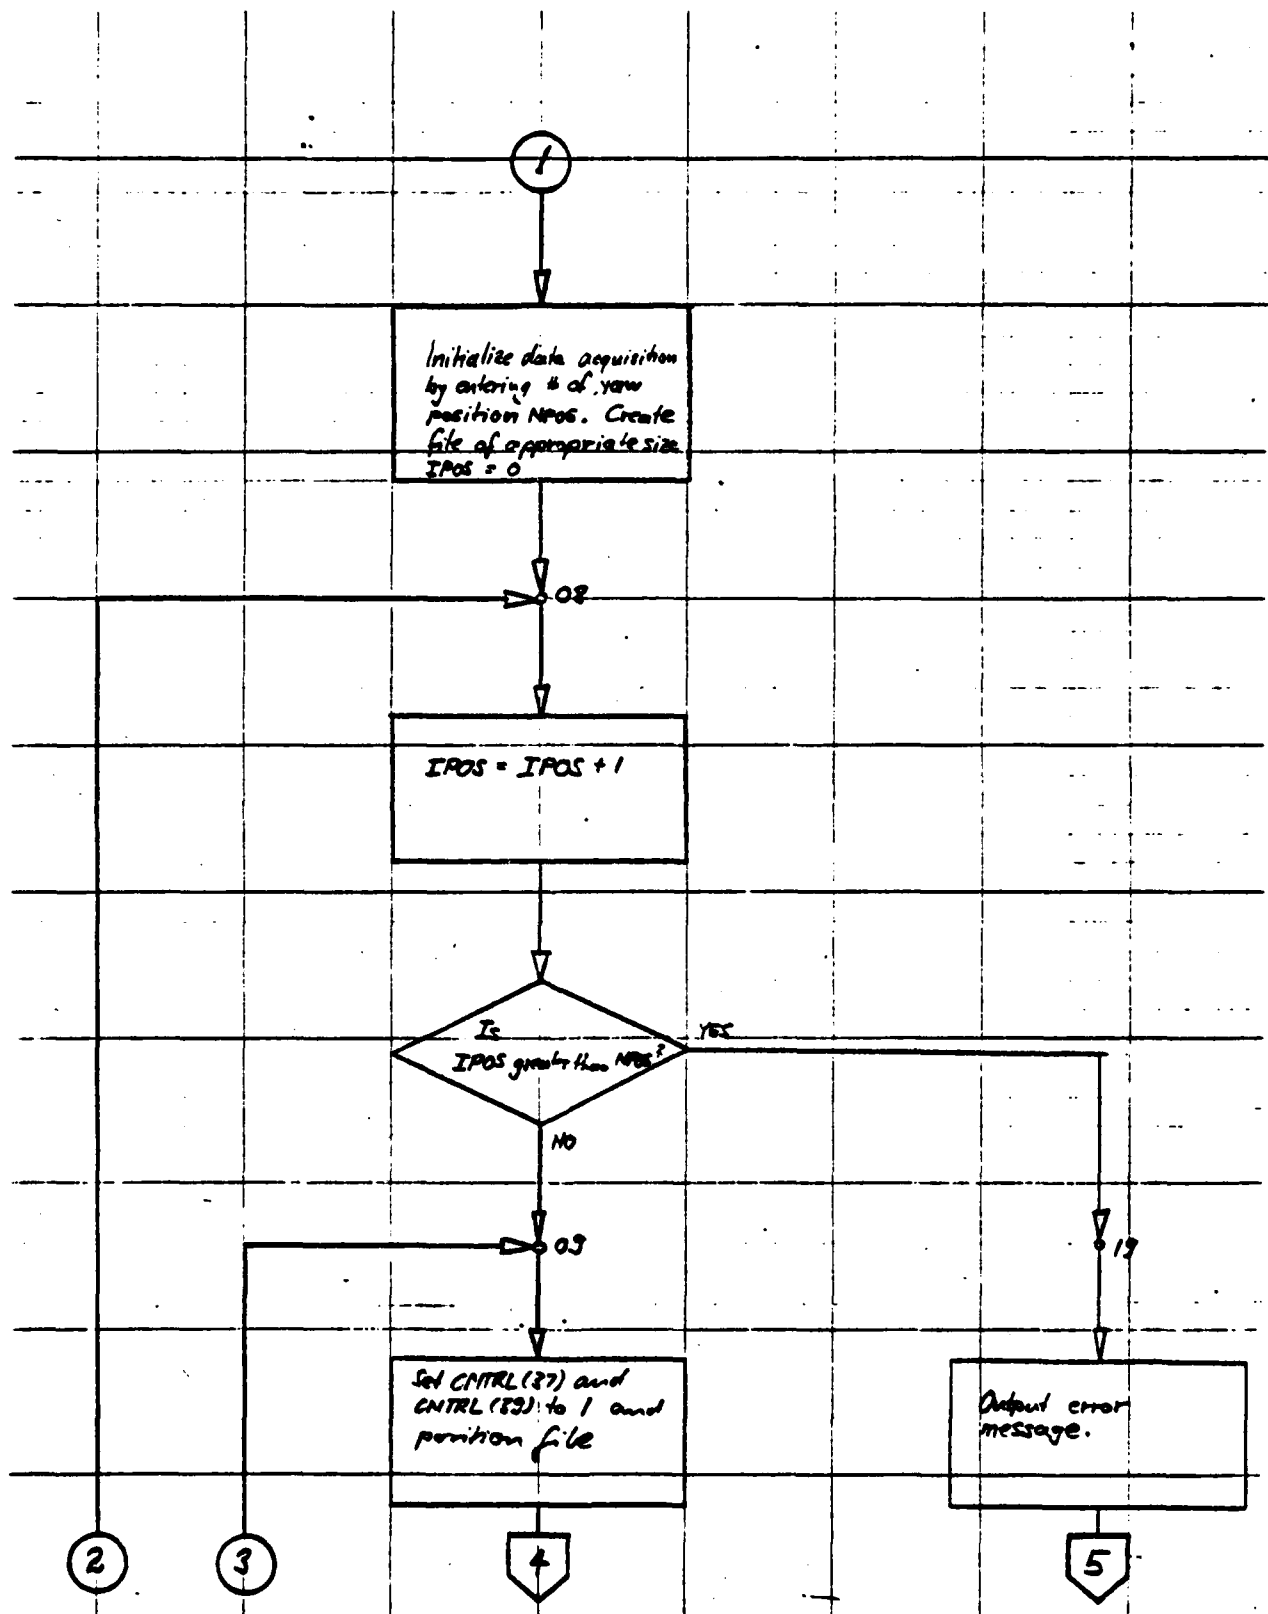 1
Initialize data acquisition
by entering # of yaw
position NPOS. Create
file of appropriate size
IPOS = 0
08
IPOS = IPOS + 1
Is
IPOS greater than NPOS?
YES
NO
09
19
Set CNTRL(37) and
CNTRL(39) to 1 and
position file
Output error
message.
2
3
4
5